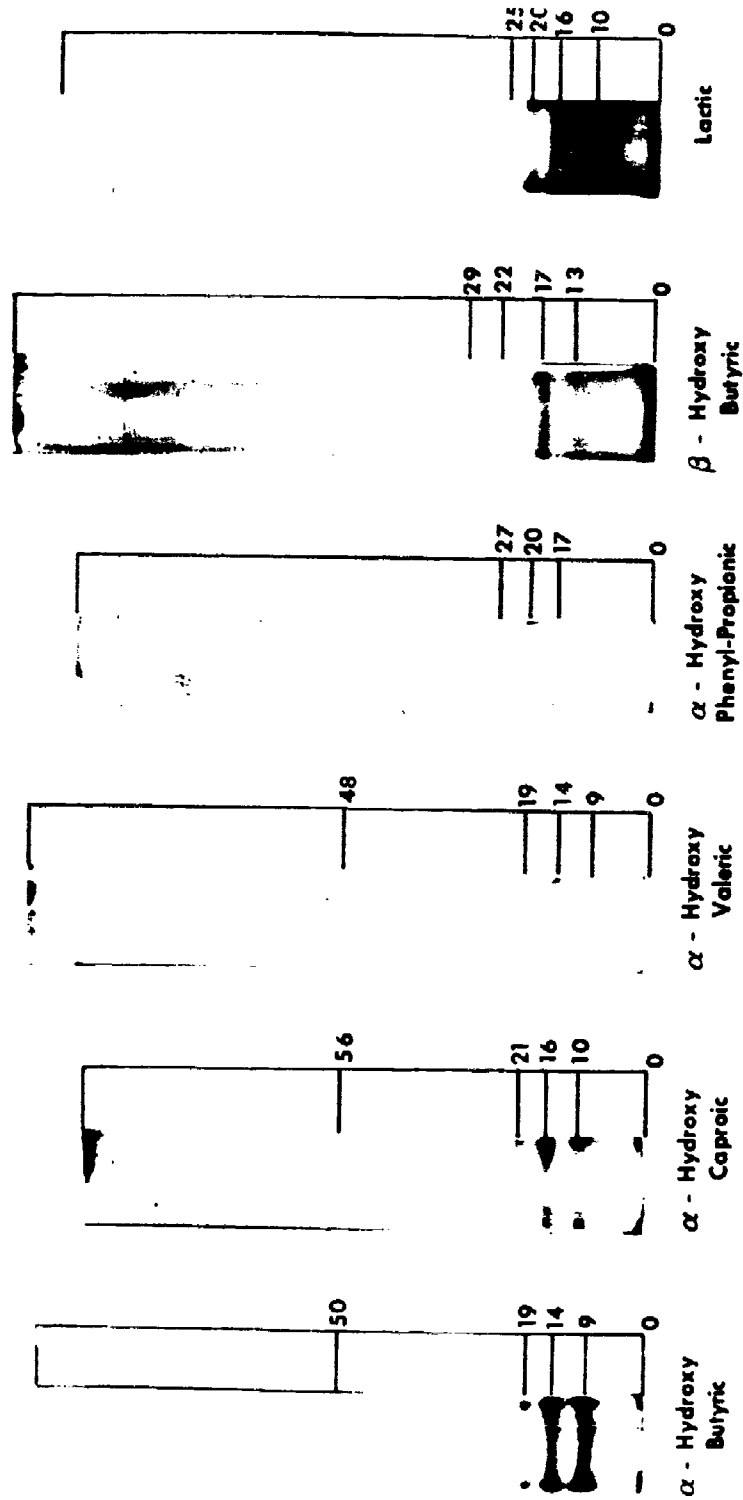 50
19
14
9
0
α - Hydroxy
Butyric
56
21
16
10
0
α - Hydroxy
Caproic
48
19
14
9
0
α - Hydroxy
Valeric
27
20
17
0
α - Hydroxy
Phenyl-Propionic
29
22
17
13
0
β - Hydroxy
Butyric
25
20
16
10
0
Lactic